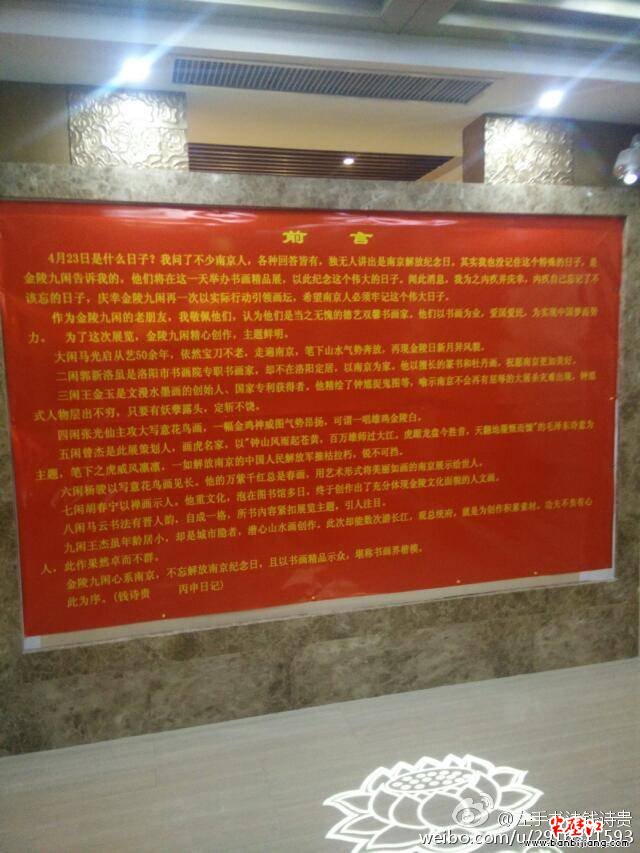 前 言
4月23日是什么日子？我问了不少南京人，各种回答皆有，独无人讲出是南京解放纪念日，其实我也没记住这个特殊的日子，是
金陵九闲告诉我的。他们将在这一天举办书画精品展，以此纪念这个伟大的日子。闻此消息，我为之内疚并庆幸，内疚自己忘记了不
该忘的日子，庆幸金陵九闲再一次以实际行动引领画坛，希望南京人必须牢记这个伟大日子。
作为金陵九闲的老朋友，我敬佩他们，认为他们是当之无愧的德艺双馨书画家，他们以书画为业，爱国爱民，为实现中国梦而努
力。 为了这次展览，金陵九闲精心创作，主题鲜明。
大闲马光启从艺50余年，依然宝刀不老，走遍南京，笔下山水气势奔放，再现金陵日新月异风貌。
二闲郭新洛虽是洛阳市书画院专职书画家，却不在洛阳定居，以南京为家，他以擅长的篆书和牡丹画，祝愿南京更加美好。
三闲王金玉是文漫水墨画的创始人、国家专利获得者，他精绘了钟馗捉鬼图等，喻示南京不会再有屈辱的大屠杀灾难出现，钟馗
式人物层出不穷，只要有妖孽露头，定斩不饶。
四闲张光仙主攻大写意花鸟画，一幅金鸡神威图气势昂扬，可谓一唱雄鸡金陵白。
五闲曾杰是此展策划人，画虎名家，以"钟山风雨起苍黄，百万雄师过大江。虎踞龙盘今胜昔，天翻地覆慨而慷"的毛泽东诗意为
主题，笔下之虎威风凛凛，一如解放南京的中国人民解放军摧枯拉朽，锐不可挡。
六闲杨骏以写意花鸟画见长，他的万紫千红总是春画，用艺术形式将美丽如画的南京展示给世人。
七闲胡春宁以禅画示人。他重文化，泡在图书馆多日，终于创作出了充分体现金陵文化面貌的人文画。
八闲马云书法有晋人韵，自成一格，所书内容紧扣展览主题，引人注目。
九闲王杰虽年龄居小，却是城市隐者，潜心山水画创作。此次却能数次游长江，观总统府，就是为创作积累素材。功夫不负有心
人，此作果然卓而不群。
金陵九闲心系南京，不忘解放南京纪念日，且以书画精品示众，堪称书画界楷模。
此为序。(钱诗贵 丙申日记)
@左手书法钱诗贵
www.banbijiang.com